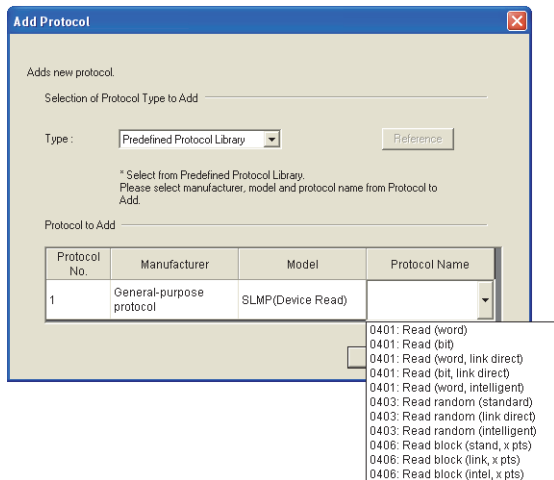 Add Protocol
Adds new protocol.
Selection of Protocol Type to Add
Type :
Predefined Protocol Library
Reference
* Select from Predefined Protocol Library.
Please select manufacturer, model and protocol name from Protocol to
Add.
Protocol to Add
Protocol No.
Manufacturer
Model
Protocol Name
1
General-purpose protocol
SLMP(Device Read)
0401: Read (word)
0401: Read (bit)
0401: Read (word, link direct)
0401: Read (bit, link direct)
0401: Read (word, intelligent)
0403: Read random (standard)
0403: Read random (link direct)
0403: Read random (intelligent)
0406: Read block (stand, x pts)
0406: Read block (link, x pts)
0406: Read block (intel, x pts)